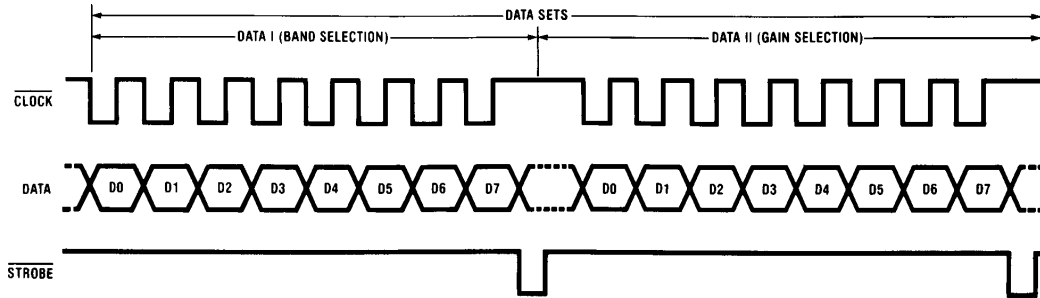 DATA SETS
DATA I (BAND SELECTION) DATA II (GAIN SELECTION)
CLOCK
DATA D0 D1 D2 D3 D4 D5 D6 D7 D0 D1 D2 D3 D4 D5 D6 D7
STROBE